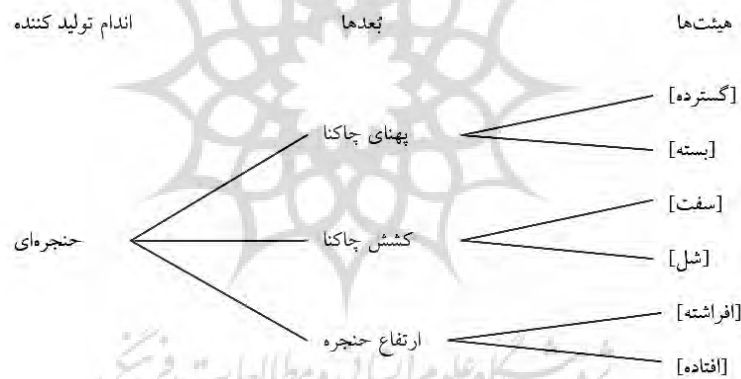 هیئت‌ها بُعدها اندام تولید کننده
[گسترده]
پهنای چاکنا
[بسته]
[سفت]
کشش چاکنا حنجره‌ای
[شل]
[افراشته]
ارتفاع حنجره
[افتاده]